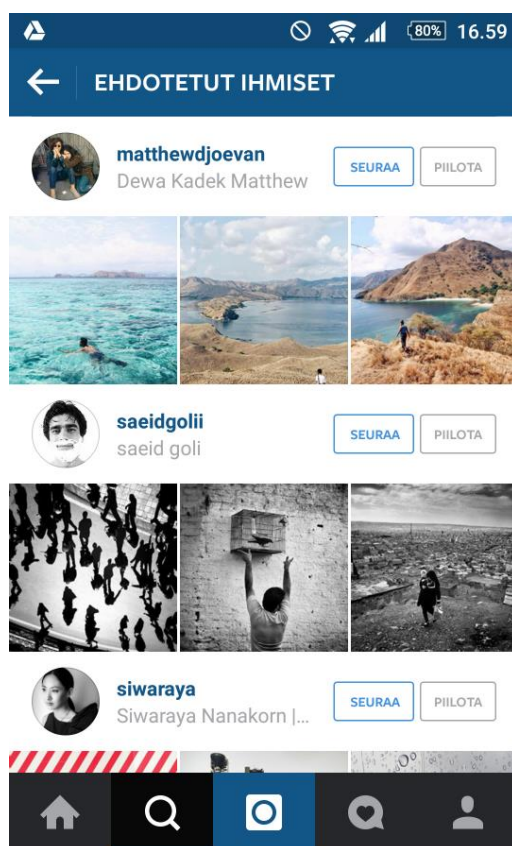 80% 16.59
EHDOTETUT IHMISET
matthewdjoevan
Dewa Kadek Matthew
SEURAA PIILOTA
saeidgolii
saeid goli
SEURAA PIILOTA
siwaraya
Siwaraya Nanakorn |...
SEURAA PIILOTA